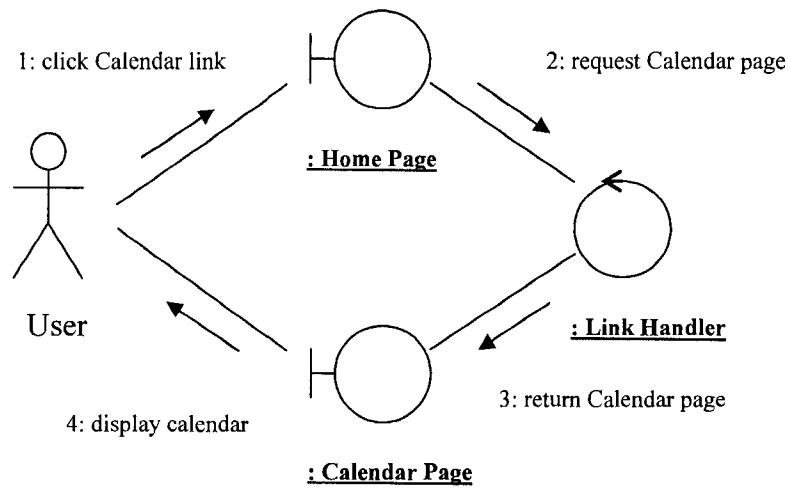 1: click Calendar link
2: request Calendar page
: Home Page
User
: Link Handler
3: return Calendar page
4: display calendar
: Calendar Page